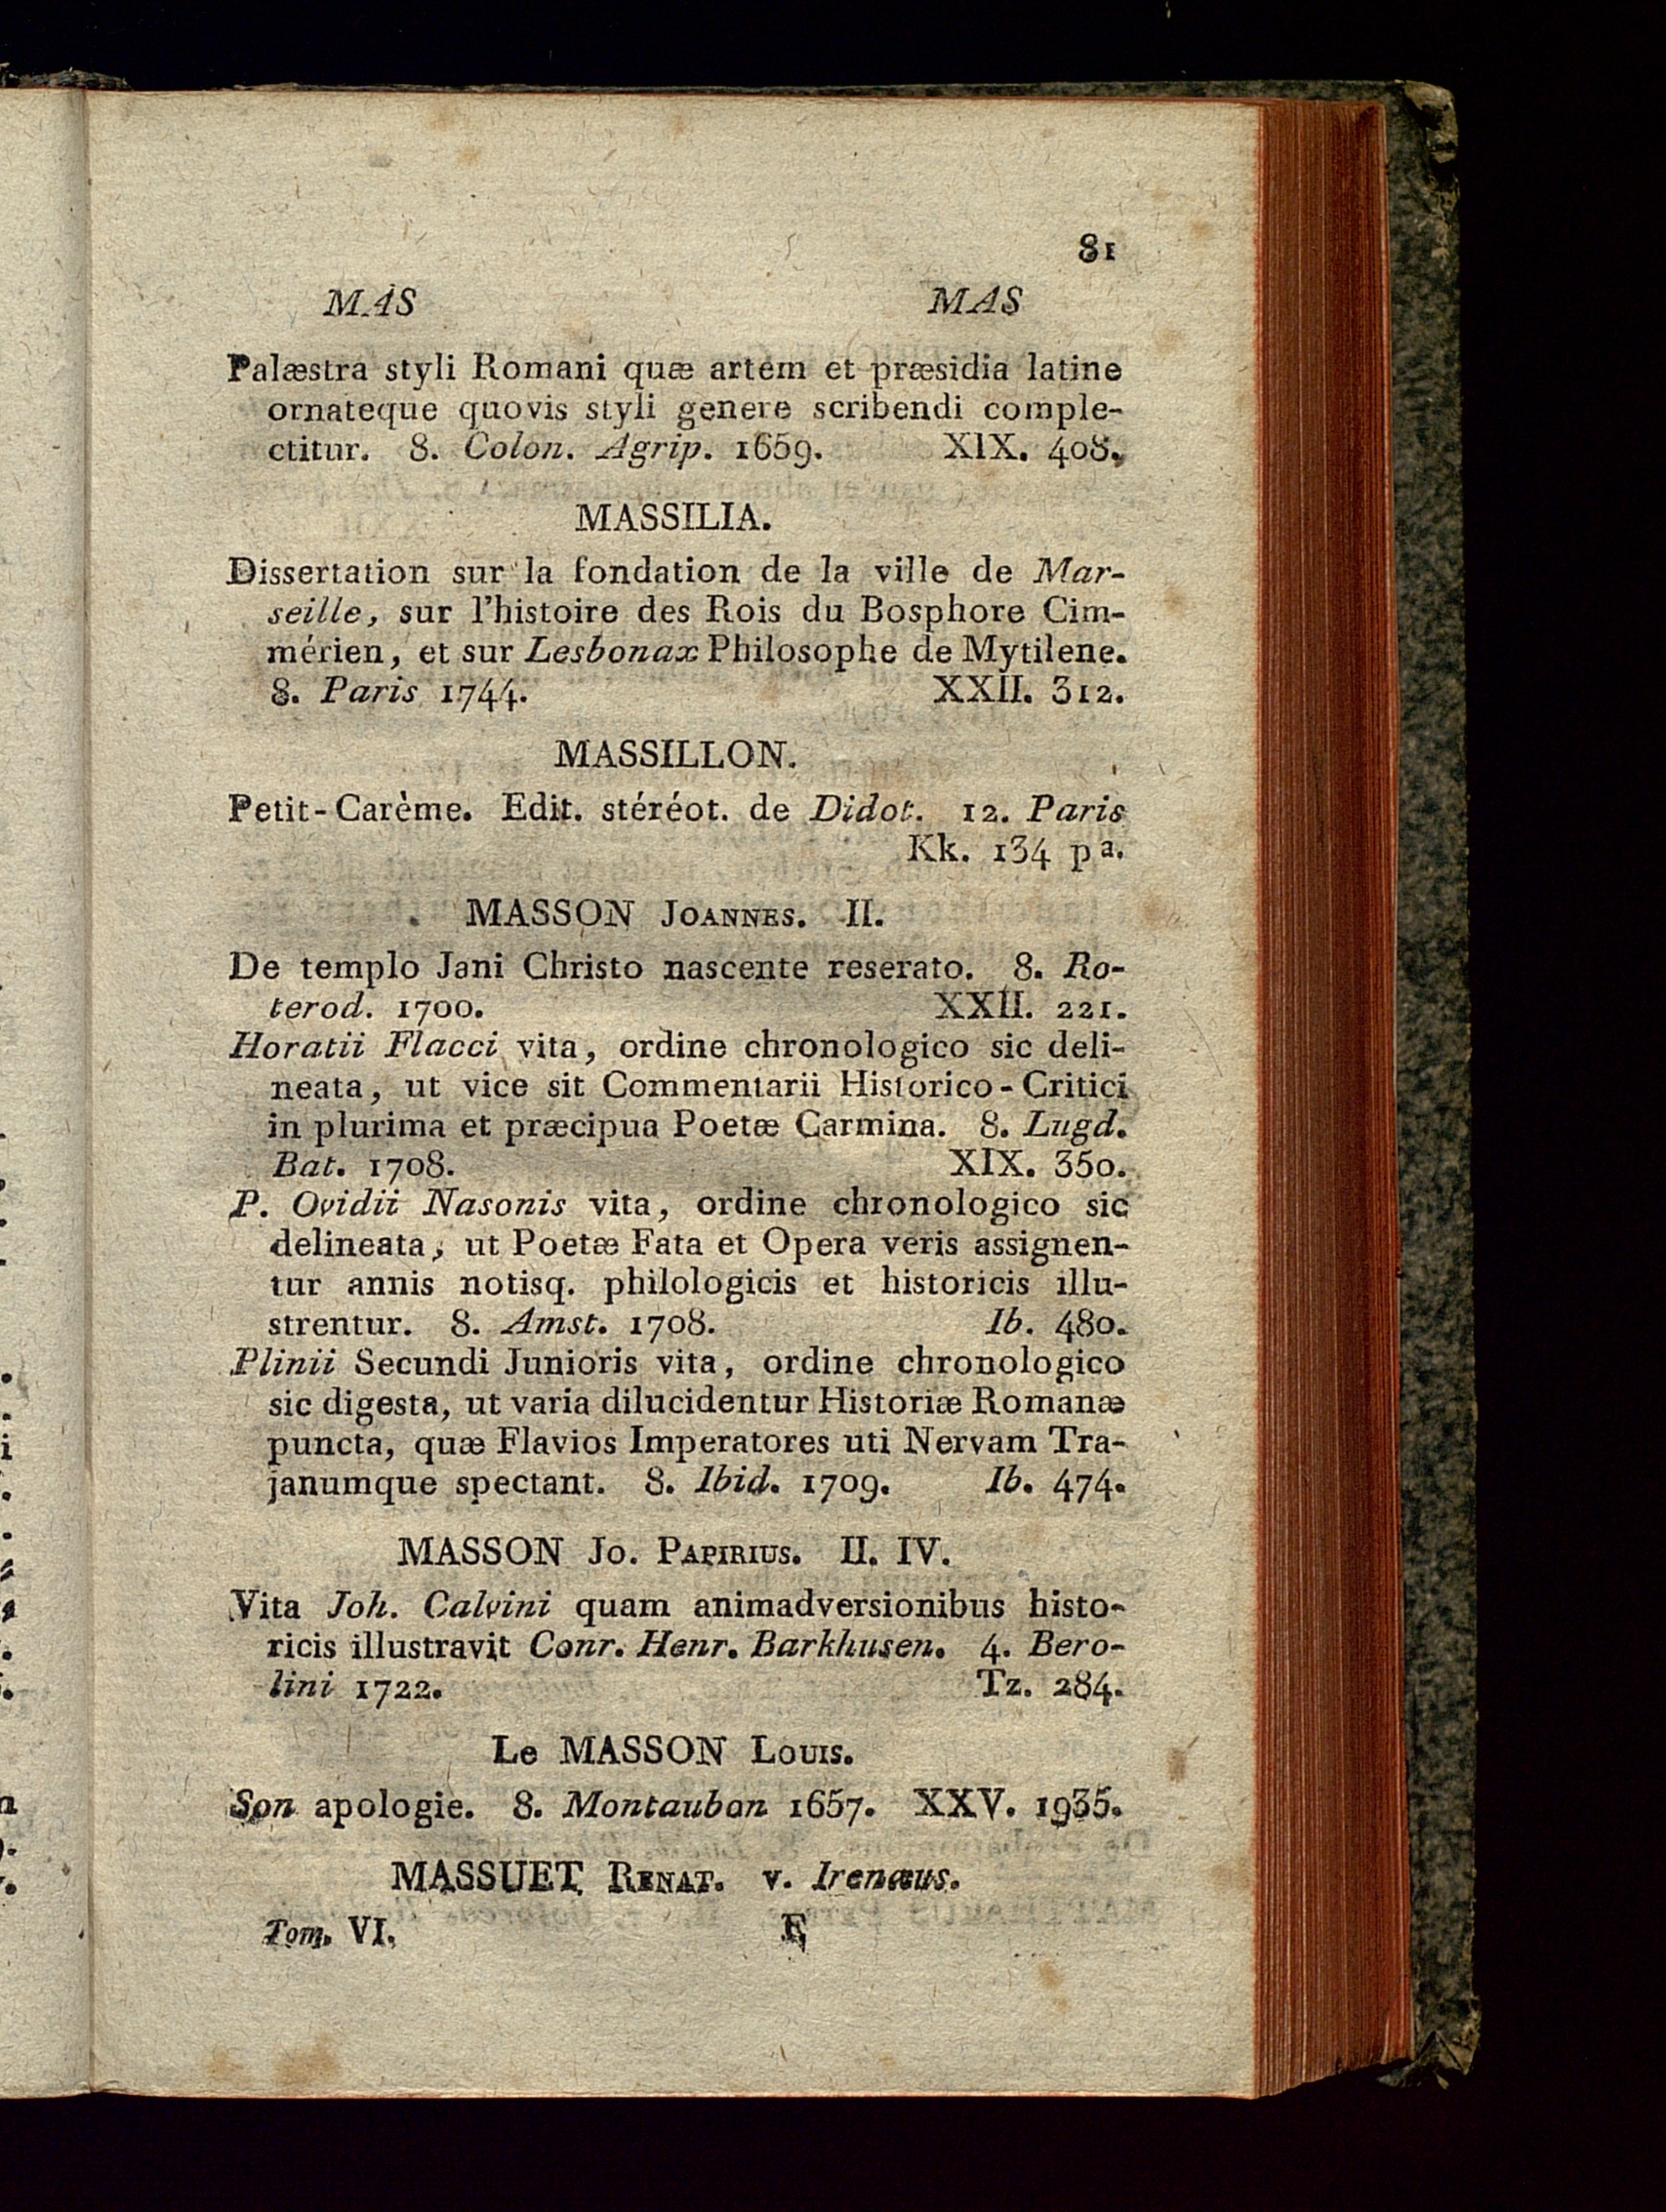 81
MAS MAS
Palæstra styli Romani quæ artem et præsidia latine
ornateque quovis styli genere scribendi comple-
ctitur. 8. Colon. Agrip. 1659. XIX. 408.
MASSILIA.
Dissertation sur la fondation de la ville de Mar-
seille, sur l'histoire des Rois du Bosphore Cim-
mérien, et sur Lesbonax Philosophe de Mytilene.
8. Paris 1744. XXII. 312.
MASSILLON.
Petit-Carème. Edit. stéréot. de Didot. 12. Paris
Kk. 134 pa.
MASSON JOANNES. II.
De templo Jani Christo nascente reserato. 8. Ro-
terod. 1700. XXII. 221.
Horatii Flacci vita, ordine chronologico sic deli-
neata, ut vice sit Commentarii Historico-Critici
in plurima et præcipua Poetæ Carmina. 8. Lugd.
Bat. 1708. XIX. 350.
P. Ovidii Nasonis vita, ordine chronologico sic
delineata, ut Poetæ Fata et Opera veris assignen-
tur annis notisq. philologicis et historicis illu-
strentur. 8. Amst. 1708. Ib. 480.
Plinii Secundi Junioris vita, ordine chronologico
sic digesta, ut varia dilucidentur Historiæ Romanæ
puncta, quæ Flavios Imperatores uti Nervam Tra-
janumque spectant. 8. Ibid. 1709. Ib. 474.
MASSON JO. PAPIRIUS. II. IV.
Vita Joh. Calvini quam animadversionibus histo-
ricis illustravit Conr. Henr. Barkhusen. 4. Bero-
lini 1722. Tz. 284.
Le MASSON LOUIS.
Son apologie. 8. Montauban 1657. XXV. 1935.
MASSUET RENAT. v. Irenæus.
Tom. VI. F